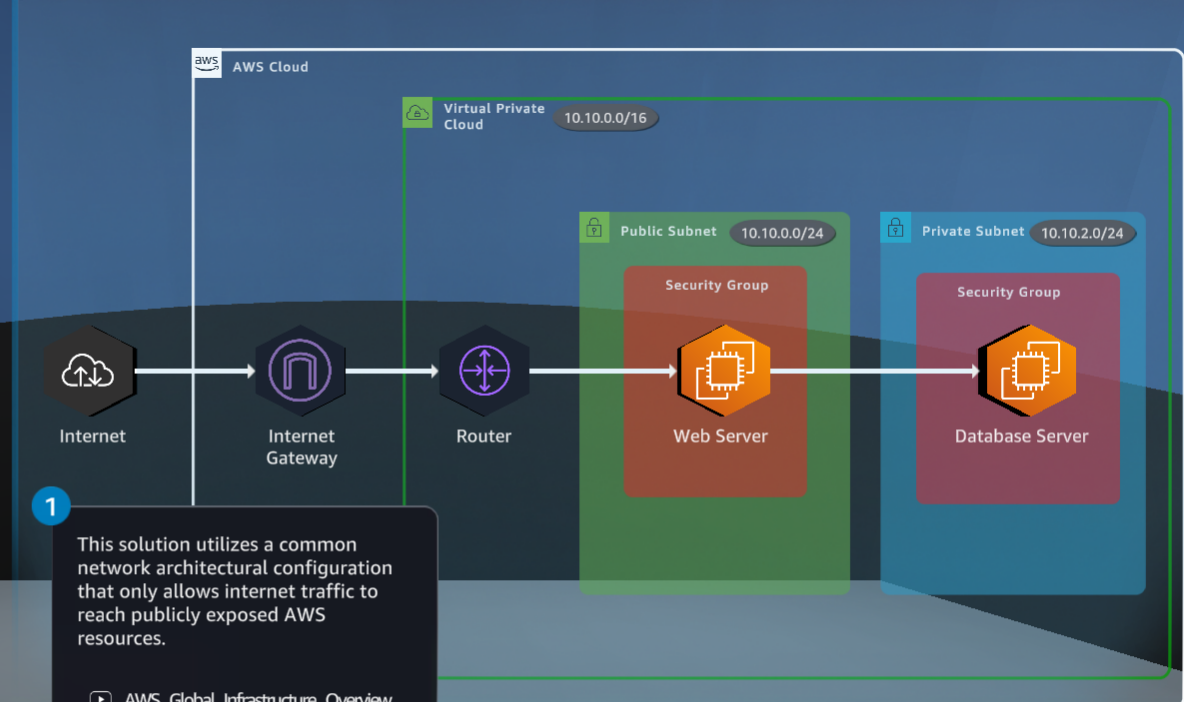 aws
AWS Cloud
Virtual Private
Cloud
10.10.0.0/16
Public Subnet
10.10.0.0/24
Private Subnet
10.10.2.0/24
Security Group
Security Group
Internet
Internet
Gateway
Router
Web Server
Database Server
1
This solution utilizes a common
network architectural configuration
that only allows internet traffic to
reach publicly exposed AWS
resources.
AWS Global Infrastructure Overview